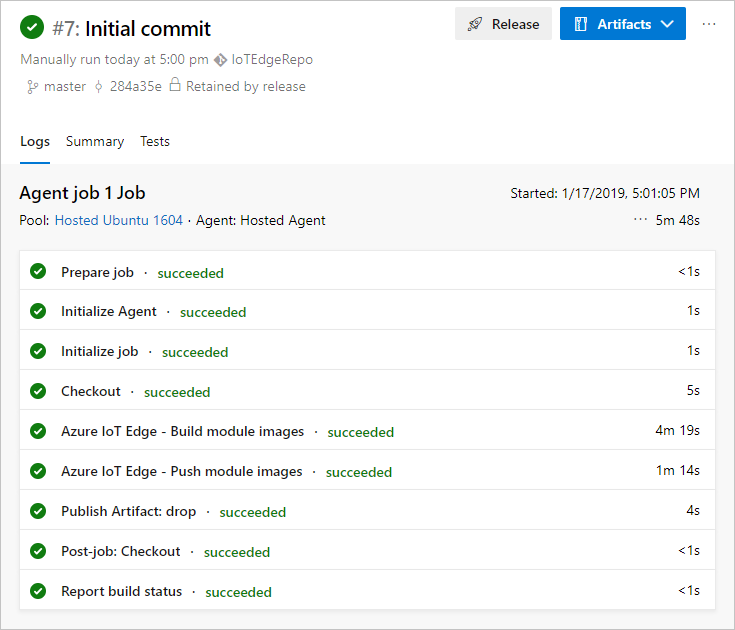 #7: Initial commit
Release
Artifacts
Manually run today at 5:00 pm IoTEdgeRepo
master 284a35e Retained by release
Logs Summary Tests
Agent job 1 Job
Started: 1/17/2019, 5:01:05 PM
Pool: Hosted Ubuntu 1604 · Agent: Hosted Agent
··· 5m 48s
Prepare job · succeeded <1s
Initialize Agent · succeeded 1s
Initialize job · succeeded 1s
Checkout · succeeded 5s
Azure IoT Edge - Build module images · succeeded 4m 19s
Azure IoT Edge - Push module images · succeeded 1m 14s
Publish Artifact: drop · succeeded 4s
Post-job: Checkout · succeeded <1s
Report build status · succeeded <1s